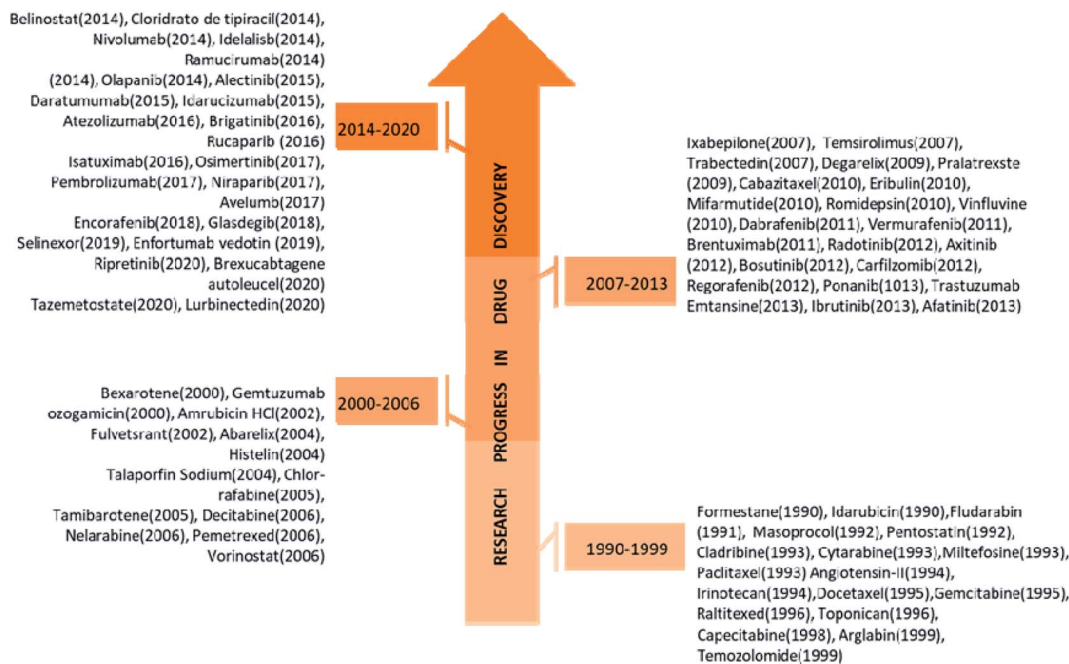 Belinostat(2014), Cloridrato de tipiracil(2014),
Nivolumab(2014), Idelalisb(2014),
Ramucirumab(2014)
(2014), Olapanib(2014), Alectinib(2015),
Daratumumab(2015), Idarucizumab(2015),
Atezolizumab(2016), Brigatinib(2016),
Rucaparib (2016)
Isatuximab(2016), Osimertinib(2017),
Pembrolizumab(2017), Niraparib(2017),
Avelumb(2017)
Encorafenib(2018), Glasdegib(2018),
Selinexor(2019), Enfortumab vedotin (2019),
Ripretinib(2020), Brexucabtagene
autoleucel(2020)
Tazemetostate(2020), Lurbinectedin(2020)
2014-2020
Ixabepilone(2007), Temsirolimus(2007),
Trabectedin(2007), Degarelix(2009), Pralatrexste
(2009), Cabazitaxel(2010), Eribulin(2010),
Mifarmutide(2010), Romidepsin(2010), Vinfluvine
(2010), Dabrafenib(2011), Vermurafenib(2011),
Brentuximab(2011), Radotinib(2012), Axitinib
(2012), Bosutinib(2012), Carfilzomib(2012),
Regorafenib(2012), Ponanib(1013), Trastuzumab
Emtansine(2013), Ibrutinib(2013), Afatinib(2013)
2007-2013
Bexarotene(2000), Gemtuzumab
ozogamicin(2000), Amrubicin HCl(2002),
Fulvetsrant(2002), Abarelix(2004),
Histelin(2004)
Talaporfin Sodium(2004), Chlor-
rafabine(2005),
Tamibarotene(2005), Decitabine(2006),
Nelarabine(2006), Pemetrexed(2006),
Vorinostat(2006)
2000-2006
Formestane(1990), Idarubicin(1990),Fludarabin
(1991), Masoprocol(1992), Pentostatin(1992),
Cladribine(1993), Cytarabine(1993),Miltefosine(1993),
Paclitaxel(1993) Angiotensin-II(1994),
Irinotecan(1994),Docetaxel(1995),Gemcitabine(1995),
Raltitexed(1996), Toponican(1996),
Capecitabine(1998), Arglabin(1999),
Temozolomide(1999)
1990-1999
RESEARCH PROGRESS IN DRUG DISCOVERY